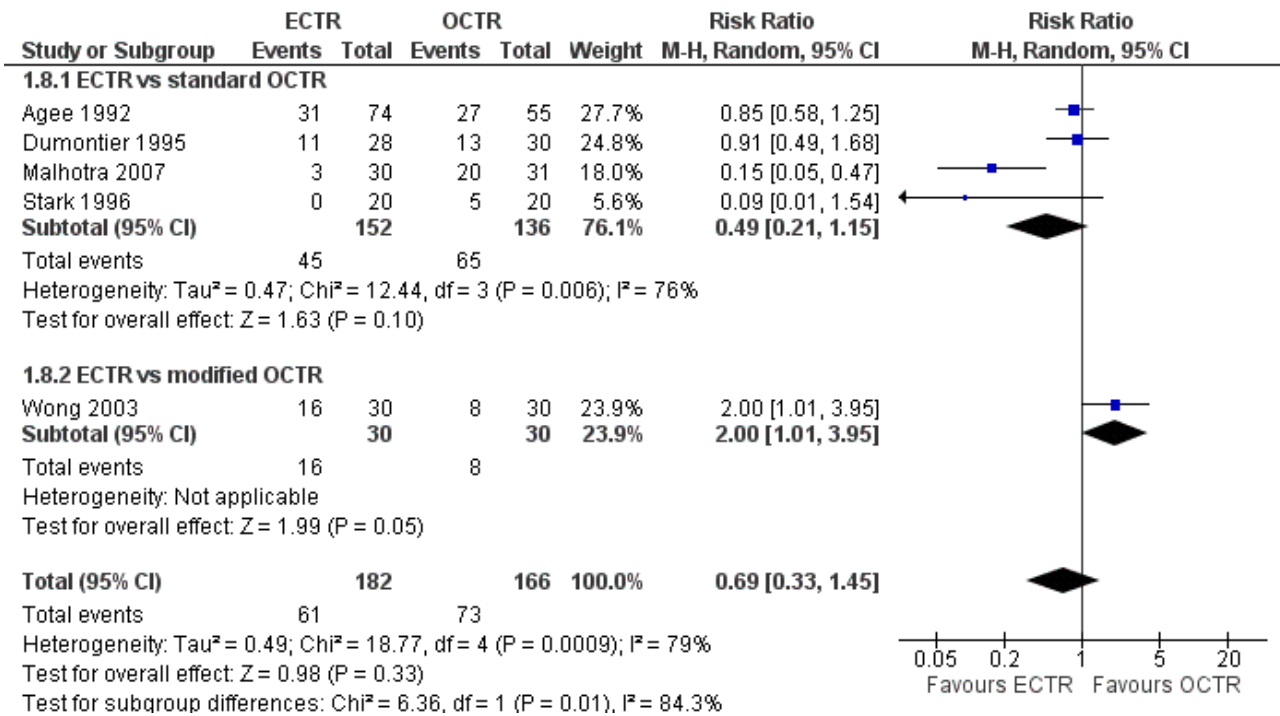 ECTR OCTR Risk Ratio Risk Ratio
Study or Subgroup Events Total Events Total Weight M-H, Random, 95% CI M-H, Random, 95% CI
1.8.1 ECTR vs standard OCTR
Agee 1992 31 74 27 55 27.7% 0.85 [0.58, 1.25]
Dumontier 1995 11 28 13 30 24.8% 0.91 [0.49, 1.68]
Malhotra 2007 3 30 20 31 18.0% 0.15 [0.05, 0.47]
Stark 1996 0 20 5 20 5.6% 0.09 [0.01, 1.54]
Subtotal (95% CI) 152 136 76.1% 0.49 [0.21, 1.15]
Total events 45 65
Heterogeneity: Tau² = 0.47; Chi² = 12.44, df = 3 (P = 0.006); I² = 76%
Test for overall effect: Z = 1.63 (P = 0.10)
1.8.2 ECTR vs modified OCTR
Wong 2003 16 30 8 30 23.9% 2.00 [1.01, 3.95]
Subtotal (95% CI) 30 30 23.9% 2.00 [1.01, 3.95]
Total events 16 8
Heterogeneity: Not applicable
Test for overall effect: Z = 1.99 (P = 0.05)
Total (95% CI) 182 166 100.0% 0.69 [0.33, 1.45]
Total events 61 73
Heterogeneity: Tau² = 0.49; Chi² = 18.77, df = 4 (P = 0.0009); I² = 79%
Test for overall effect: Z = 0.98 (P = 0.33)
Test for subgroup differences: Chi² = 6.36, df = 1 (P = 0.01), I² = 84.3%
0.05 0.2 1 5 20
Favours ECTR Favours OCTR